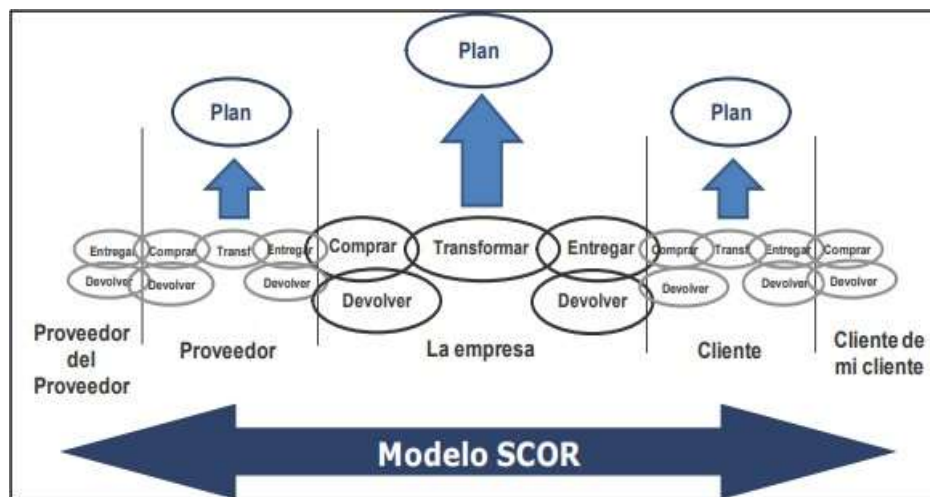 Plan
Plan
Plan
Entregar
Comprar
Transf
Entregar
Comprar
Transformar
Entregar
Comprar
Transf
Entregar
Comprar
Devolver
Devolver
Devolver
Devolver
Devolver
Devolver
Devolver
Devolver
Proveedor
del
Proveedor
Proveedor
La empresa
Cliente
Cliente de
mi cliente
Modelo SCOR